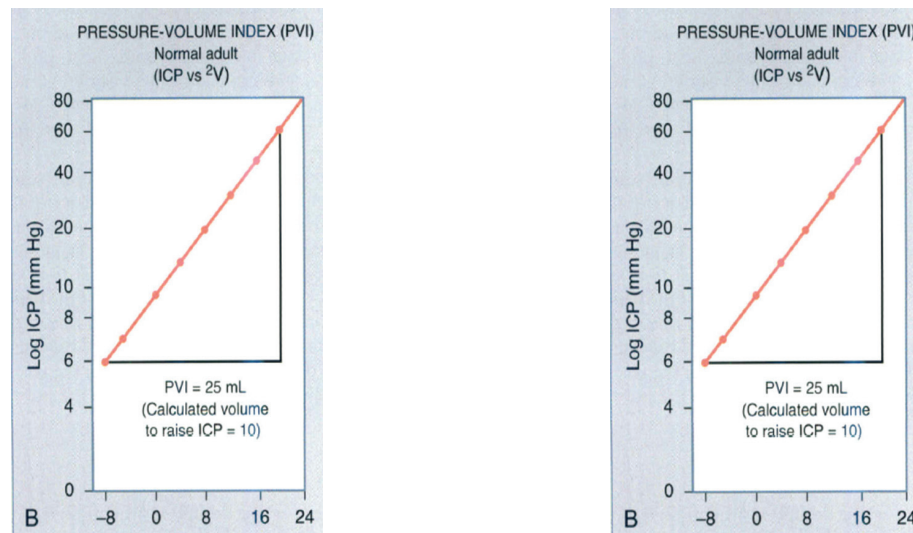 PRESSURE-VOLUME INDEX (PVI)
Normal adult
(ICP vs ²V)
80
60
40
20
10
8
6
4
0
Log ICP (mm Hg)
PVI = 25 mL
(Calculated volume
to raise ICP = 10)
B
-8 0 8 16 24
PRESSURE-VOLUME INDEX (PVI)
Normal adult
(ICP vs ²V)
80
60
40
20
10
8
6
4
0
Log ICP (mm Hg)
PVI = 25 mL
(Calculated volume
to raise ICP = 10)
B
-8 0 8 16 24